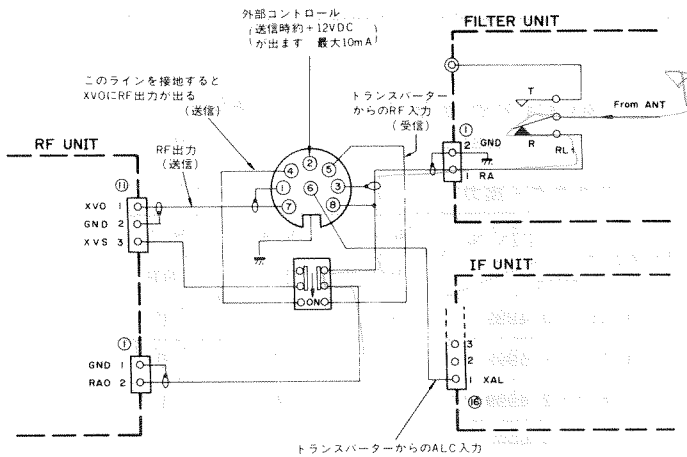 外部コントロール
(送信時約+12VDC
が出ます 最大10mA)
FILTER UNIT
このラインを接地すると
XVOにRF出力が出る
(送信)
トランスバーター
からのRF入力
(受信)
T
From ANT
R
RL1
① 
2 GND
1 RA
RF UNIT
RF出力
(送信)
⑪
XVO 1
GND 2
XVS 3
④ ② ⑤
① ⑥ ③
⑦ ⑧
ON
IF UNIT
3
2
1 XAL
⑯
①
GND 1
RAO 2
トランスバーターからのALC入力